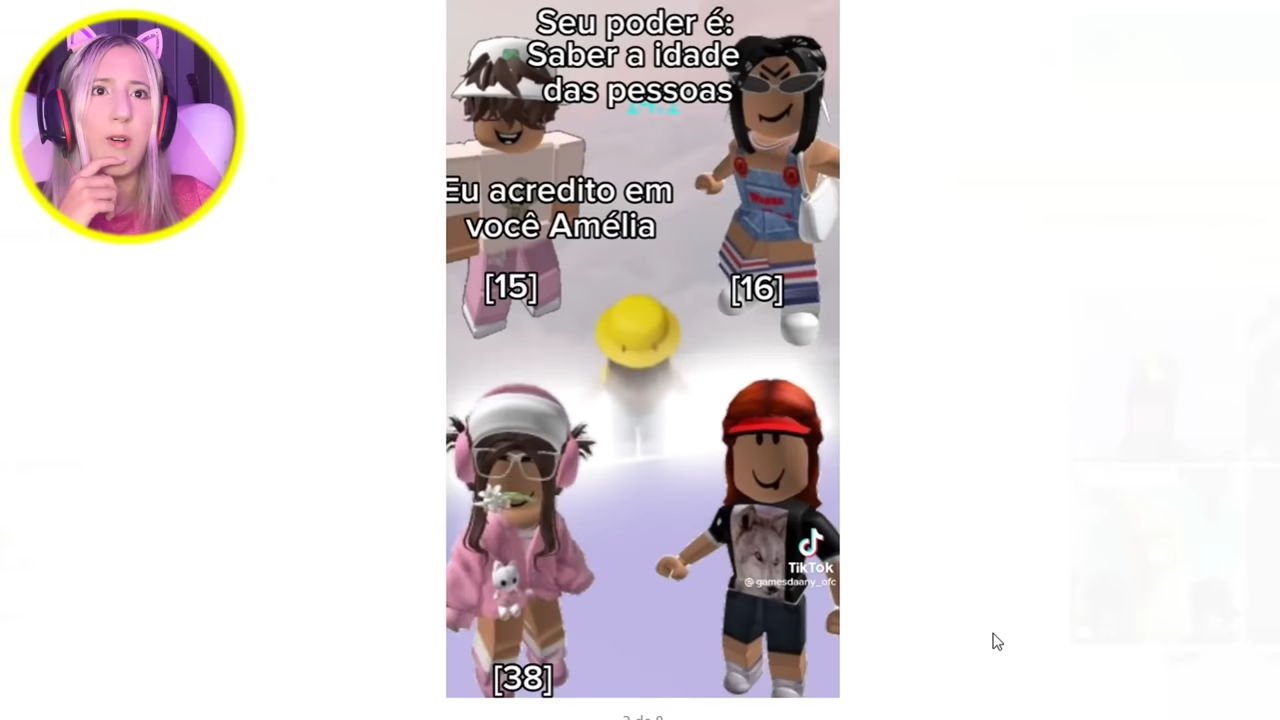 Seu poder é:
Saber a idade
das pessoas
Eu acredito em
você Amélia
[15]
[16]
TikTok
@gamesdaany_ofc
[38]